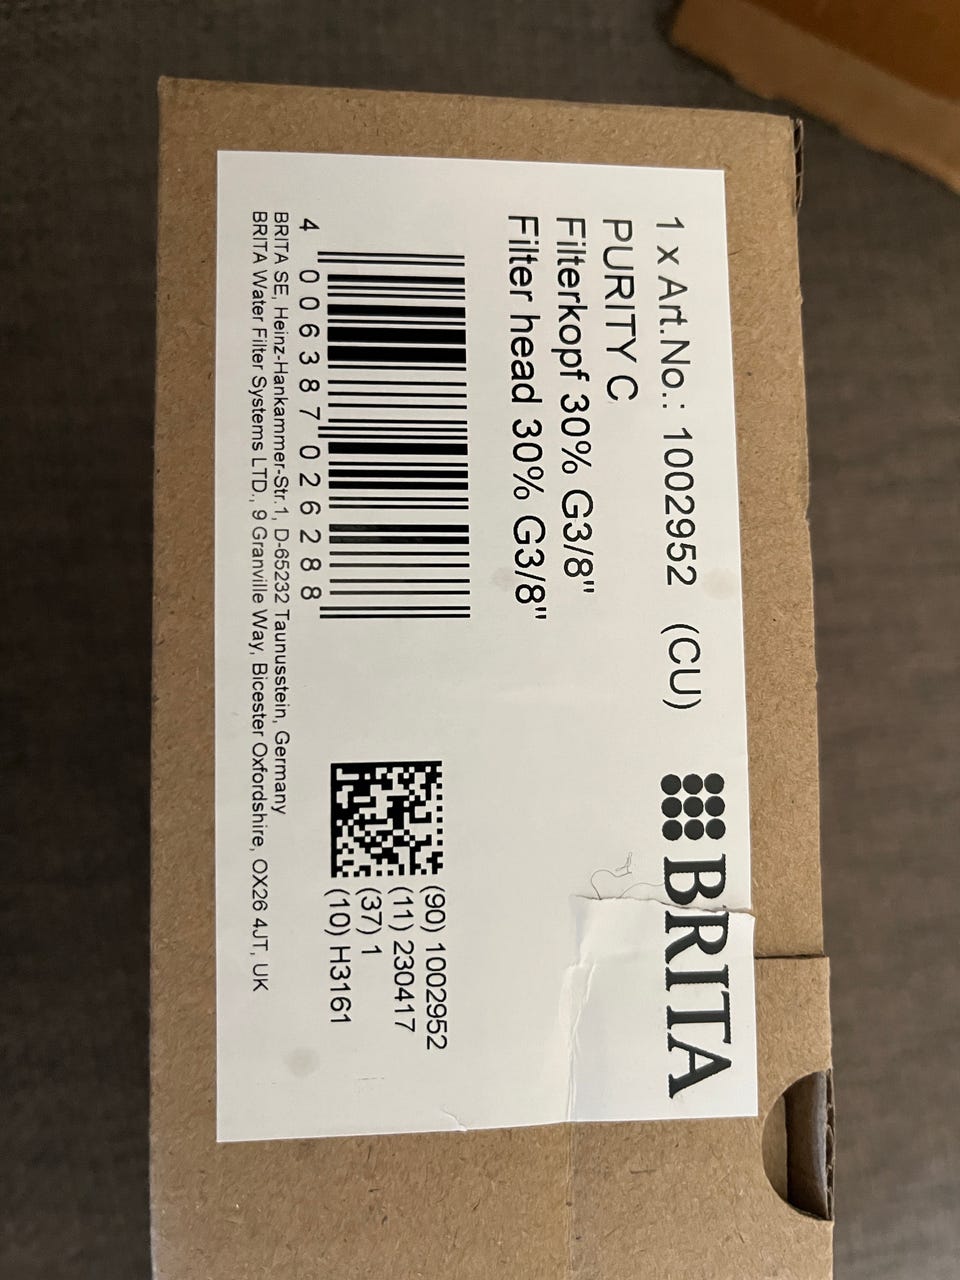 1 x Art.No.: 1002952 (CU)
BRITA
PURITY C
Filterkopf 30% G3/8"
Filter head 30% G3/8"
4 006387 026288
(90) 1002952
(11) 230417
(37) 1
(10) H3161
BRITA SE, Heinz-Hankammer-Str.1, D-65232 Taunusstein, Germany
BRITA Water Filter Systems LTD., 9 Granville Way, Bicester Oxfordshire, OX26 4JT, UK